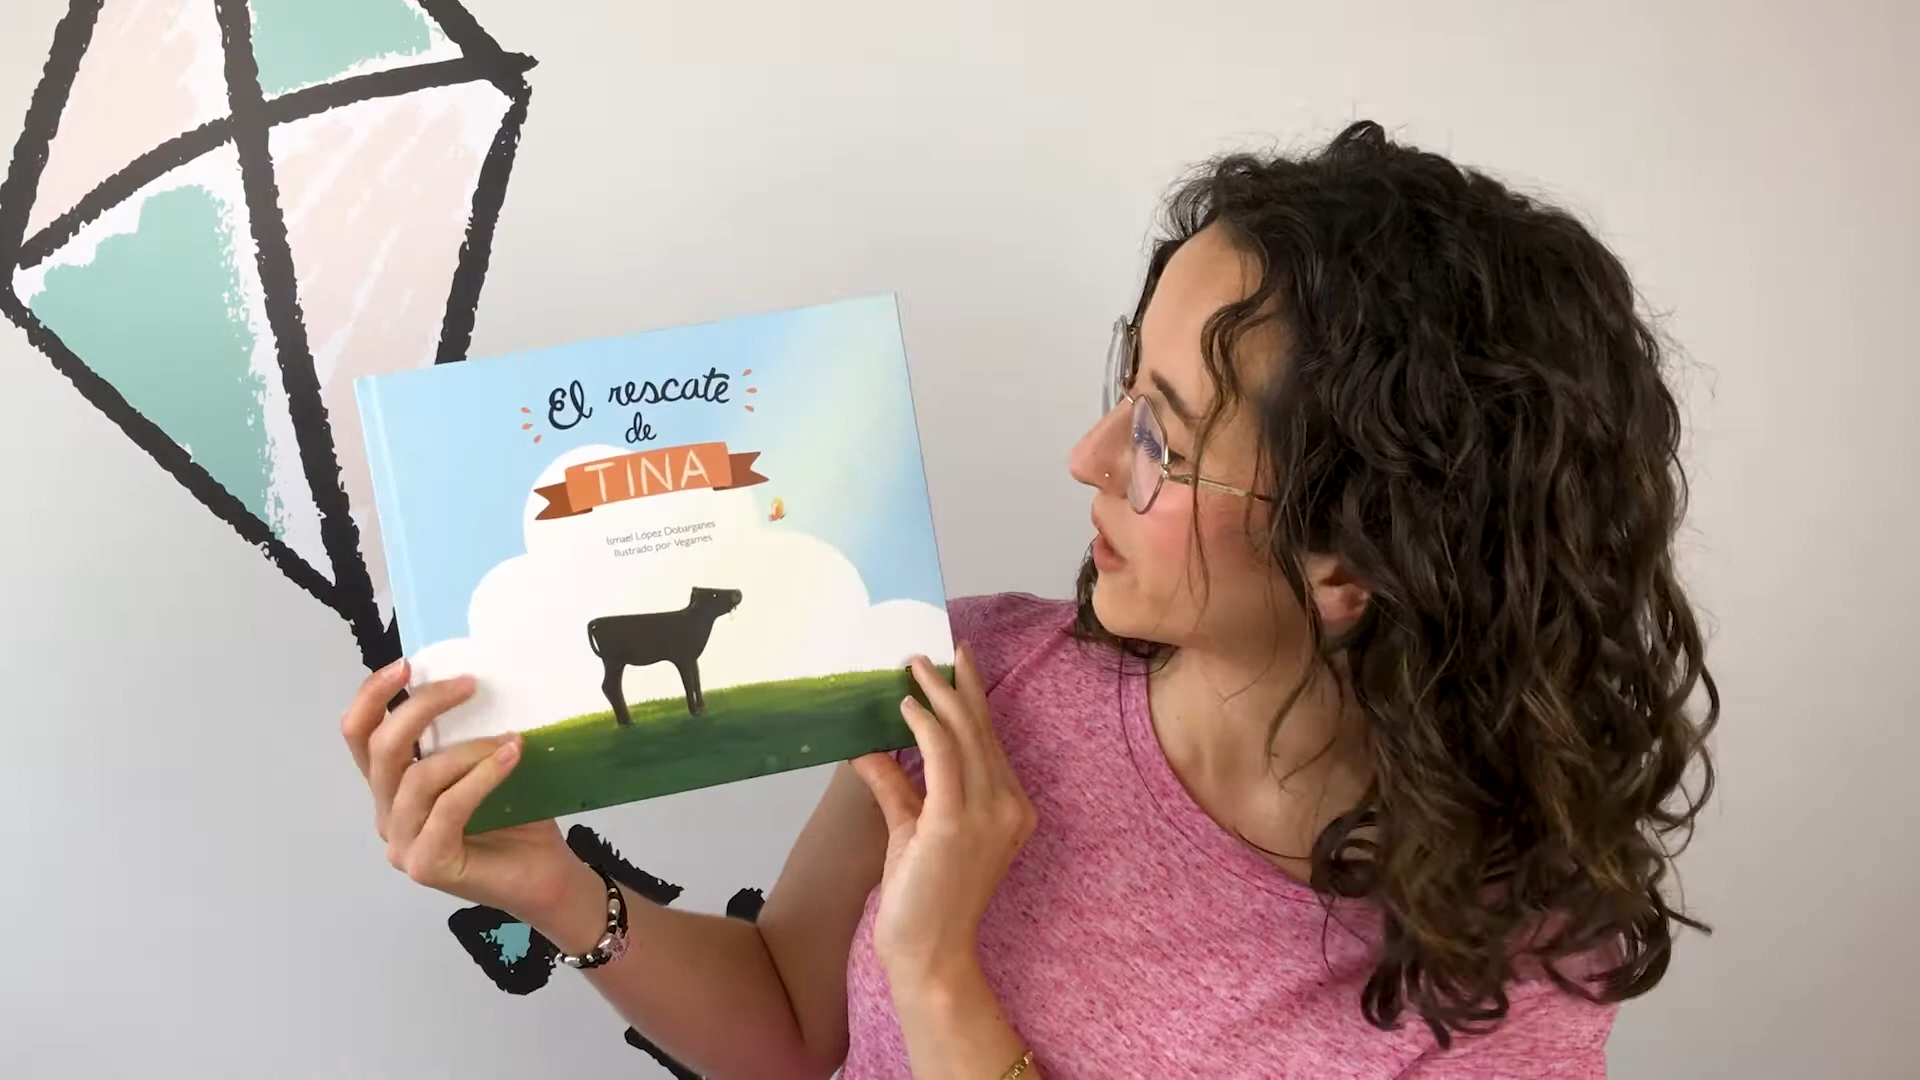 El rescate
de
TINA
Ismael López Dobarganes
Ilustrado por Vegames